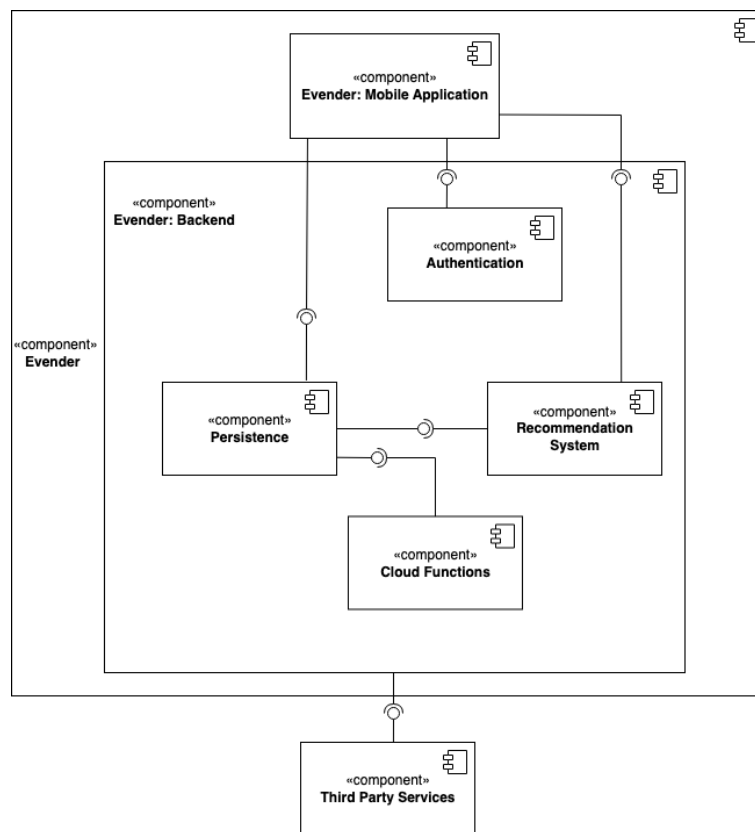 «component»
Evender: Mobile Application
«component»
Evender: Backend
«component»
Authentication
«component»
Evender
«component»
Persistence
«component»
Recommendation
System
«component»
Cloud Functions
«component»
Third Party Services